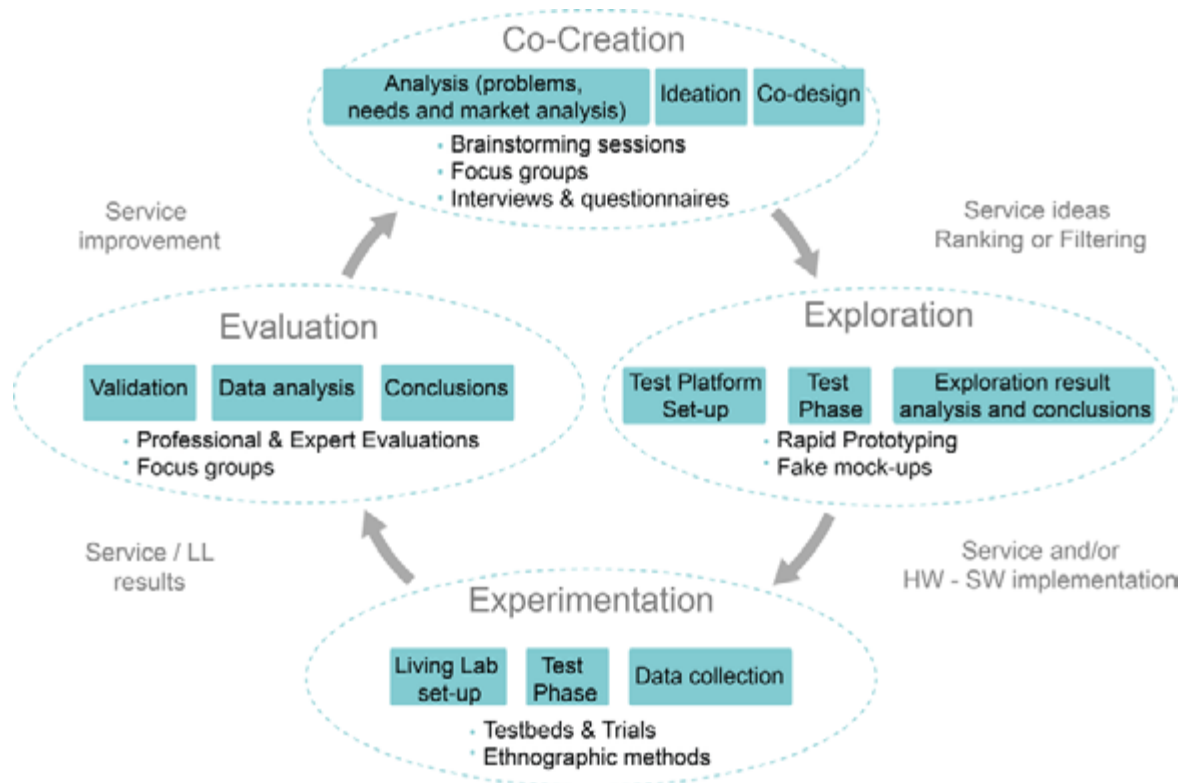 Co-Creation
Analysis (problems,
needs and market analysis)
Ideation
Co-design
• Brainstorming sessions
• Focus groups
• Interviews & questionnaires
Service
improvement
Service ideas
Ranking or Filtering
Evaluation
Validation
Data analysis
Conclusions
• Professional & Expert Evaluations
• Focus groups
Exploration
Test Platform
Set-up
Test
Phase
Exploration result
analysis and conclusions
• Rapid Prototyping
• Fake mock-ups
Service / LL
results
Service and/or
HW - SW implementation
Experimentation
Living Lab
set-up
Test
Phase
Data collection
• Testbeds & Trials
• Ethnographic methods